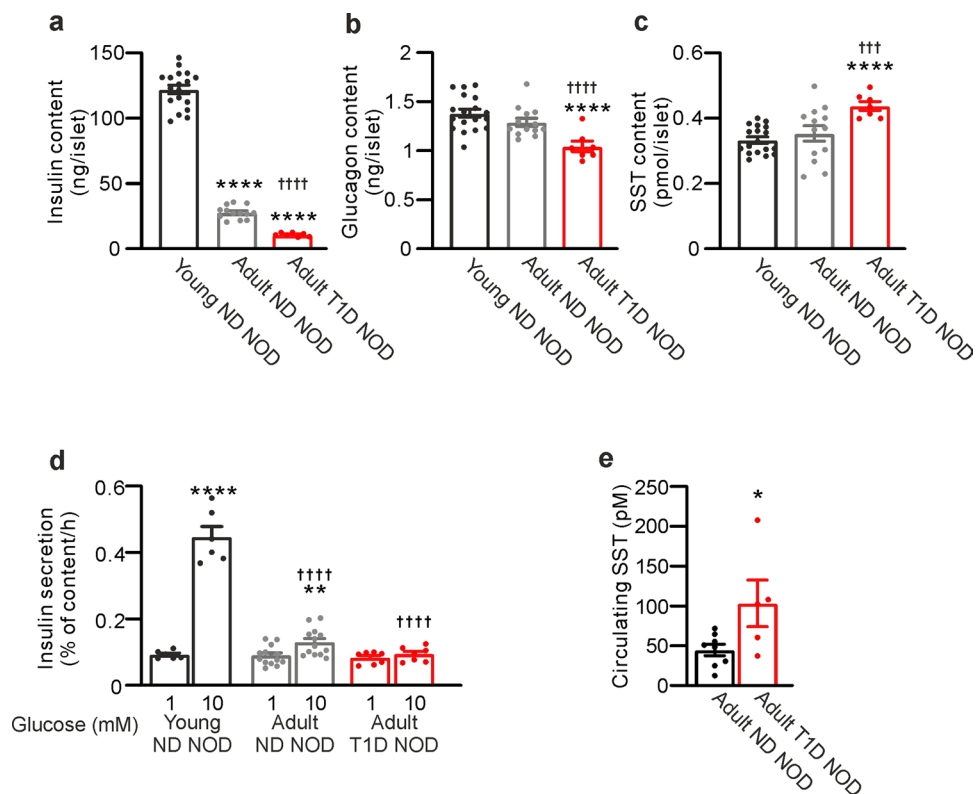 a
Insulin content
(ng/islet)
150
100
50
0
****
††††
****
Young ND NOD
Adult ND NOD
Adult T1D NOD
b
Glucagon content
(ng/islet)
2
1.5
1
0.5
0
††††
****
Young ND NOD
Adult ND NOD
Adult T1D NOD
c
SST content
(pmol/islet)
0.6
0.4
0.2
0
†††
****
Young ND NOD
Adult ND NOD
Adult T1D NOD
d
Insulin secretion
(% of content/h)
0.6
0.4
0.2
0
****
††††
**
††††
Glucose (mM)
1 10 1 10 1 10
Young
ND NOD
Adult
ND NOD
Adult
T1D NOD
e
Circulating SST (pM)
250
200
150
100
50
0
*
Adult ND NOD
Adult T1D NOD